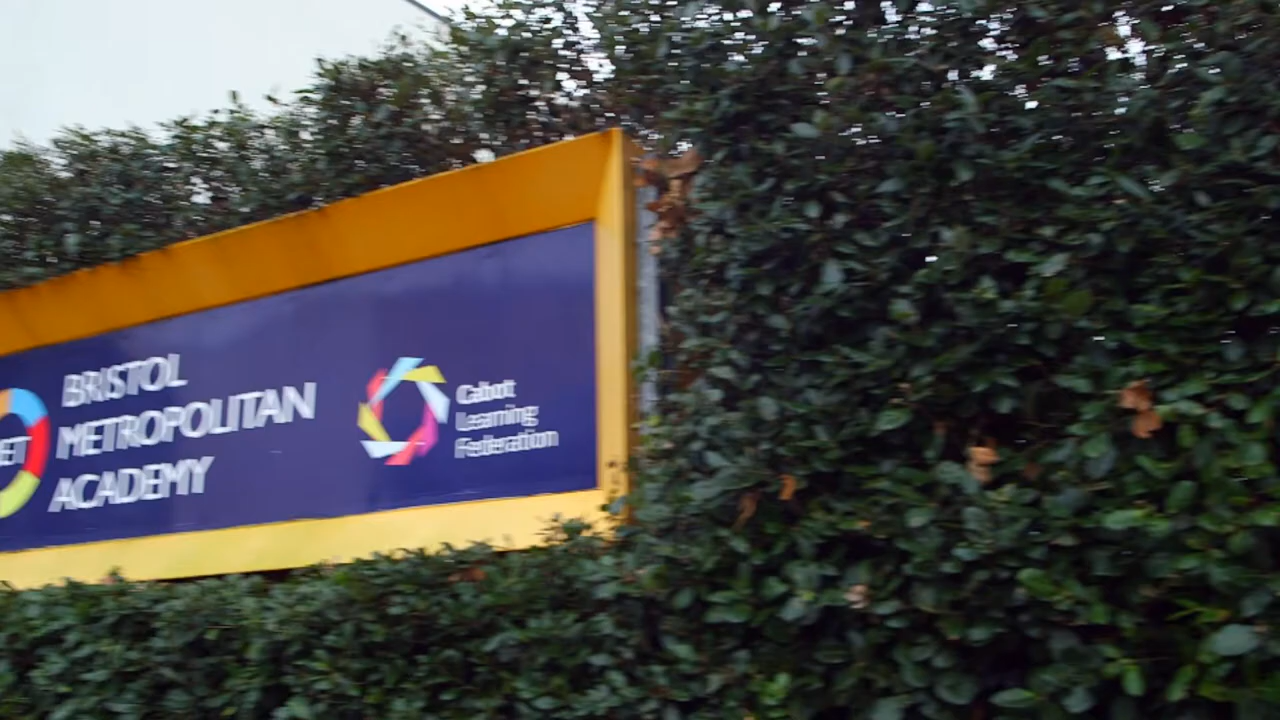 BRISTOL
METROPOLITAN
ACADEMY
Cabot
Learning
Federation